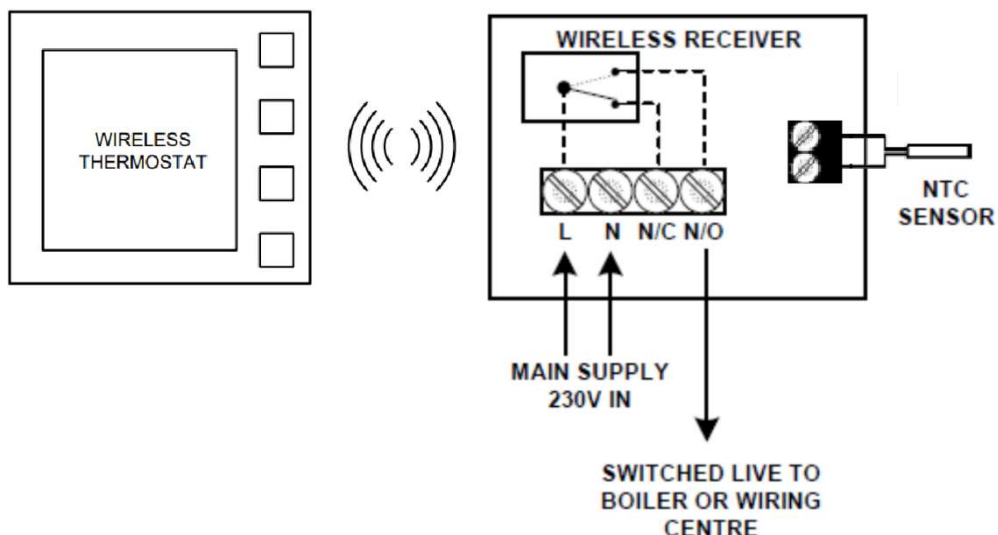 WIRELESS
THERMOSTAT
WIRELESS RECEIVER
L N N/C N/O
NTC
SENSOR
MAIN SUPPLY
230V IN
SWITCHED LIVE TO
BOILER OR WIRING
CENTRE